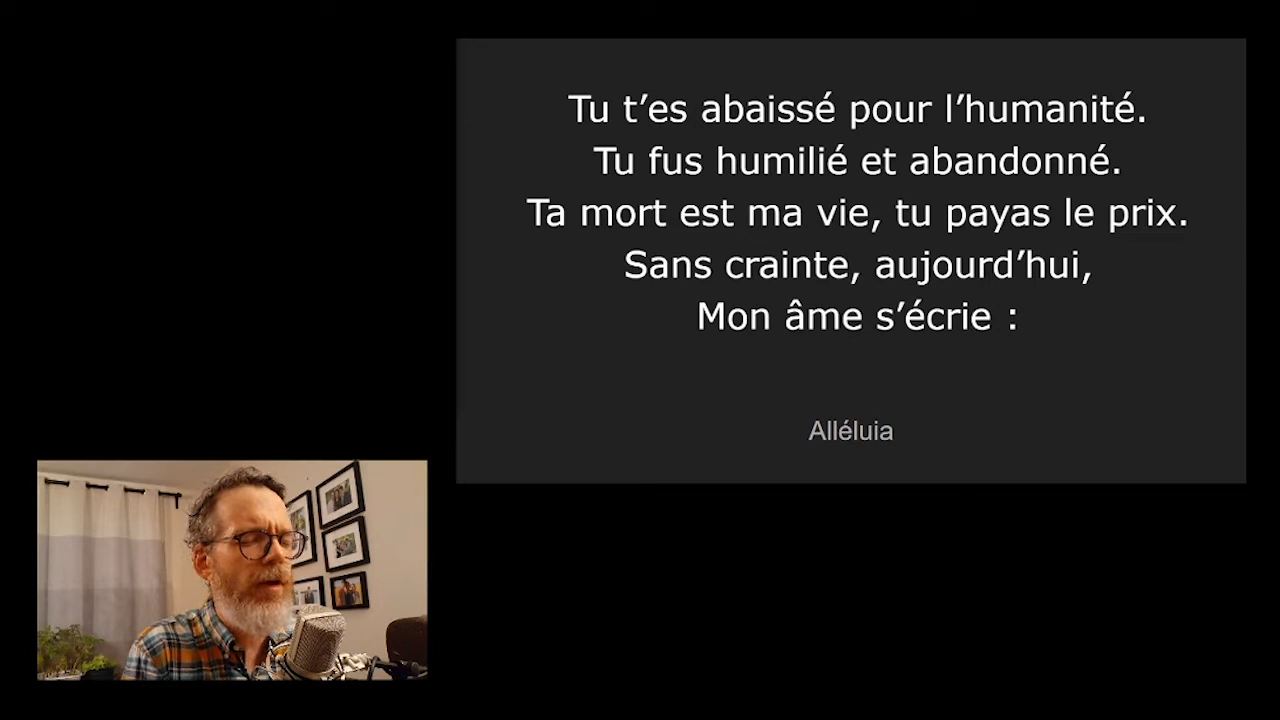 Tu t’es abaissé pour l’humanité.
Tu fus humilié et abandonné.
Ta mort est ma vie, tu payas le prix.
Sans crainte, aujourd’hui,
Mon âme s’écrie :
Alléluia